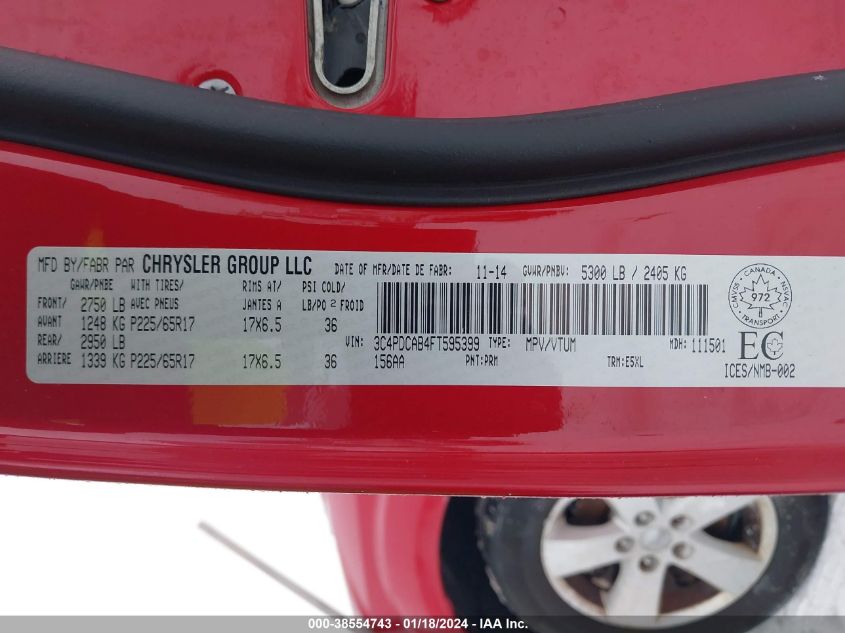 MFD BY/FABR PAR CHRYSLER GROUP LLC DATE OF MFR/DATE DE FABR: 11-14 GVWR/PNBV: 5300 LB / 2405 KG
GAWR/PNBE WITH TIRES/ RIMS AT/ PSI COLD/
FRONT/ 2750 LB AVEC PNEUS JANTES A LB/PO 2 FROID
AVANT 1248 KG P225/65R17 17X6.5 36
REAR/ 2950 LB
ARRIERE 1339 KG P225/65R17 17X6.5 36
VIN: 3C4PDCAB4FT595399 TYPE: MPV/VTUM MDH: 111501
156AA PNT: PRM TRM: E5XL
CMVSS CANADA NSVAC
972
TRANSPORT
EC
ICES/NMB-002
000-38554743 - 01/18/2024 - IAA Inc.